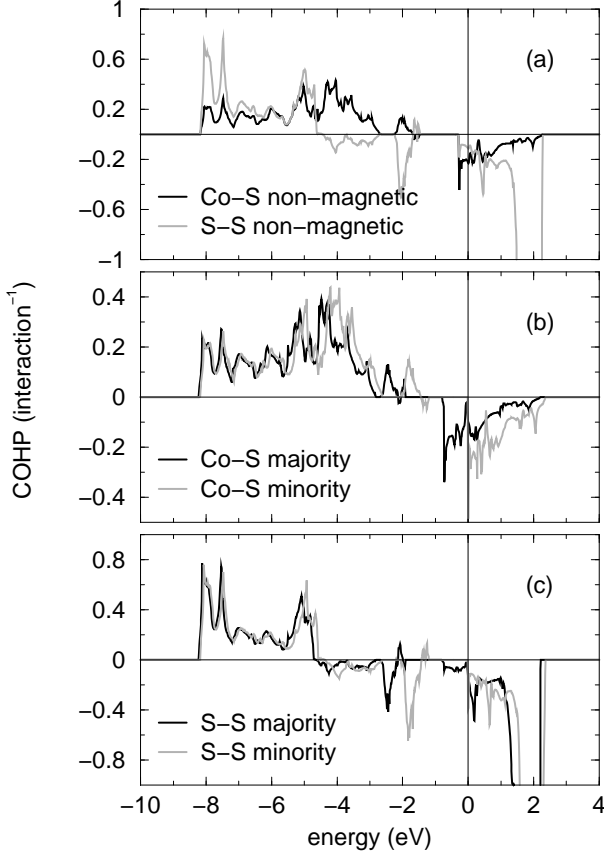 1
0.6
0.2
−0.2
−0.6
−1
(a)
Co−S non−magnetic
S−S non−magnetic
0.4
0.2
0
−0.2
−0.4
(b)
Co−S majority
Co−S minority
COHP (interaction−1)
0.8
0.4
0
−0.4
−0.8
(c)
S−S majority
S−S minority
−10 −8 −6 −4 −2 0 2 4
energy (eV)